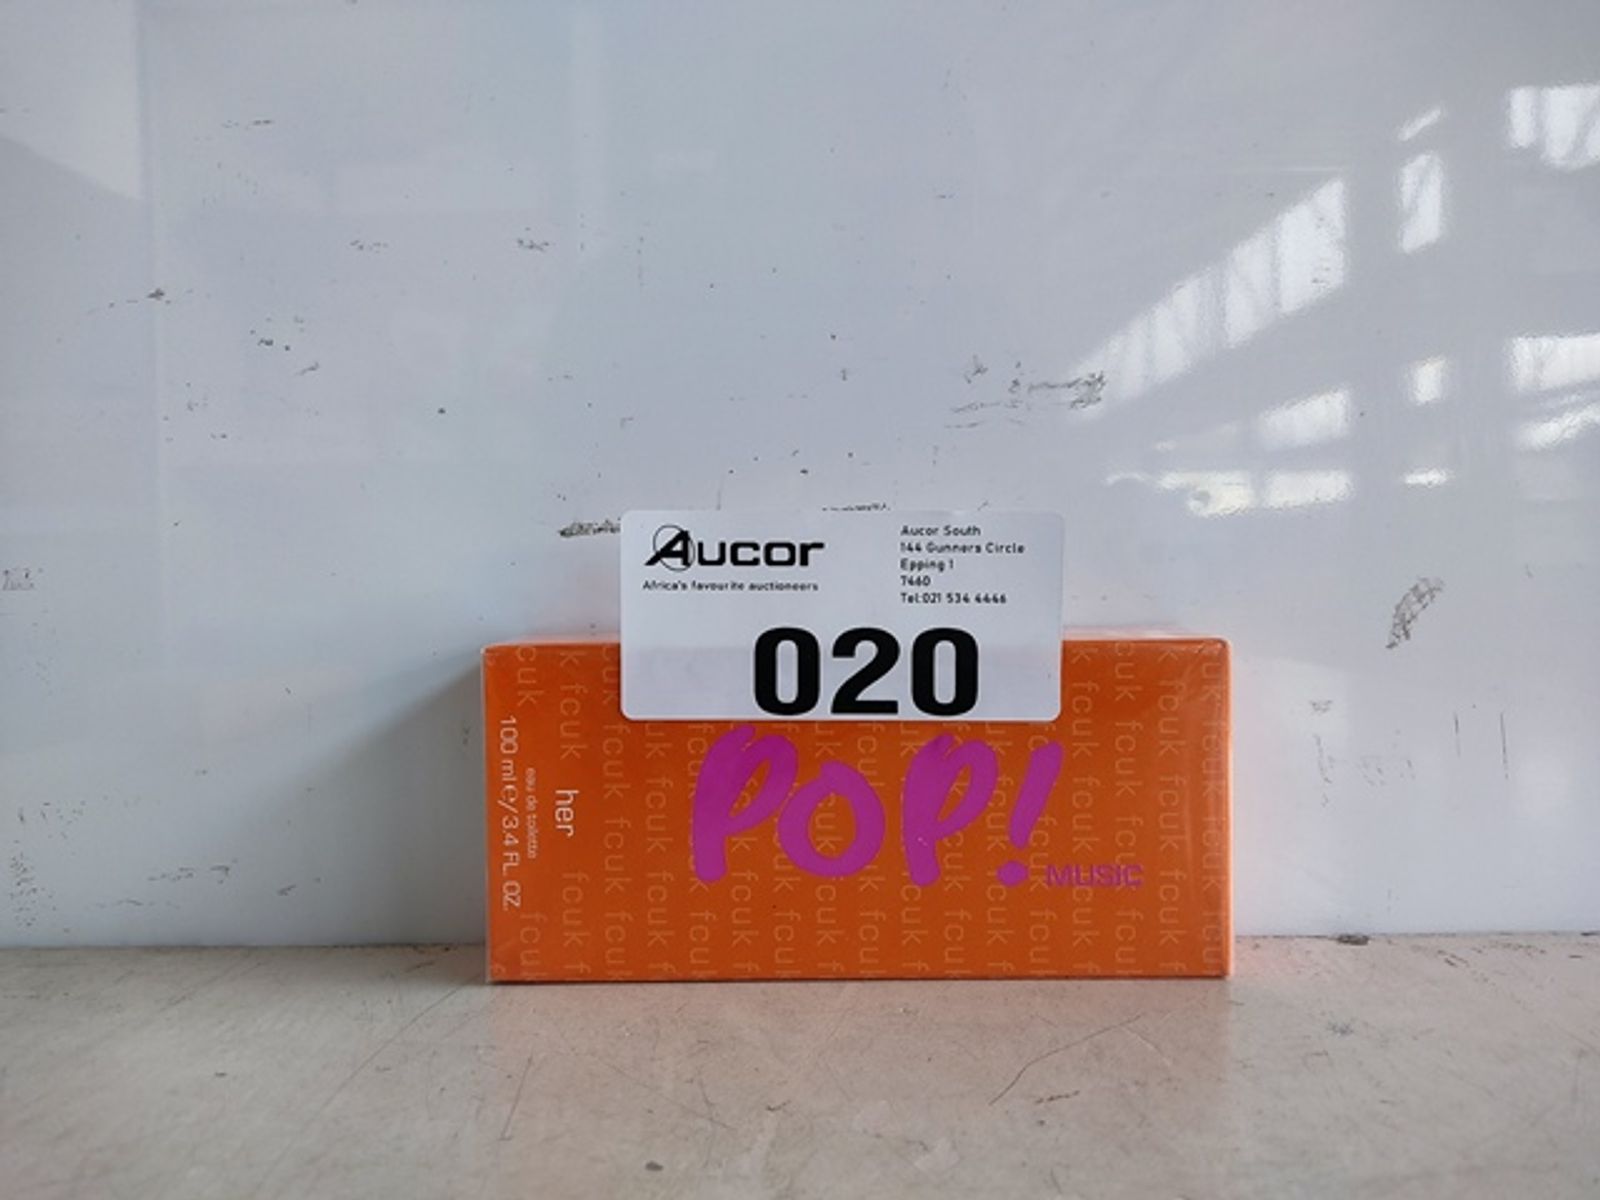 Aucor
Africa's favourite auctioneers
Aucor South
144 Gunners Circle
Epping 1
7460
Tel:021 534 4446
020
POP!
MUSIC
her
eau de toilette
100 ml e/3.4 FL. OZ.
fcuk fcuk fcuk